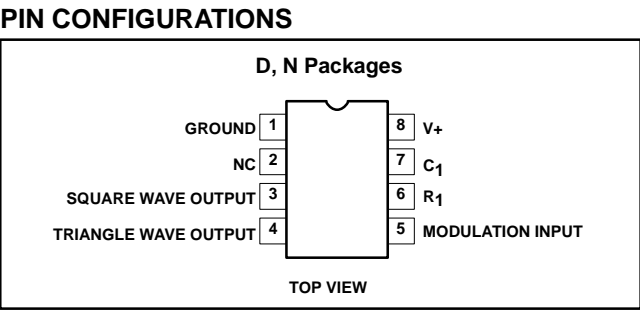 PIN CONFIGURATIONS
D, N Packages
GROUND 1 8 V+
NC 2 7 C1
SQUARE WAVE OUTPUT 3 6 R1
TRIANGLE WAVE OUTPUT 4 5 MODULATION INPUT
TOP VIEW